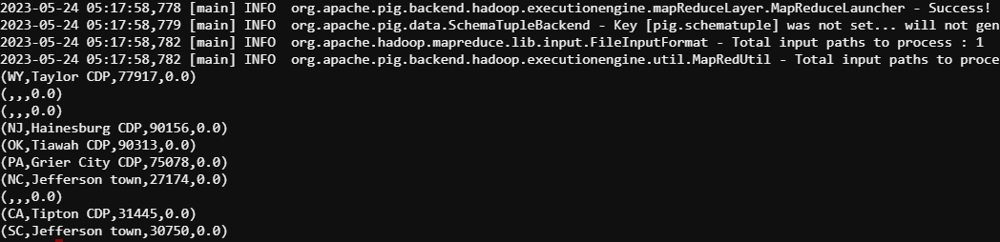 2023-05-24 05:17:58,778 [main] INFO  org.apache.pig.backend.hadoop.executionengine.mapReduceLayer.MapReduceLauncher - Success!
2023-05-24 05:17:58,779 [main] INFO  org.apache.pig.data.SchemaTupleBackend - Key [pig.schematuple] was not set... will not gen
2023-05-24 05:17:58,782 [main] INFO  org.apache.hadoop.mapreduce.lib.input.FileInputFormat - Total input paths to process : 1
2023-05-24 05:17:58,782 [main] INFO  org.apache.pig.backend.hadoop.executionengine.util.MapRedUtil - Total input paths to proce
(WY,Taylor CDP,77917,0.0)
(,,,0.0)
(,,,0.0)
(NJ,Hainesburg CDP,90156,0.0)
(OK,Tiawah CDP,90313,0.0)
(PA,Grier City CDP,75078,0.0)
(NC,Jefferson town,27174,0.0)
(,,,0.0)
(CA,Tipton CDP,31445,0.0)
(SC,Jefferson town,30750,0.0)